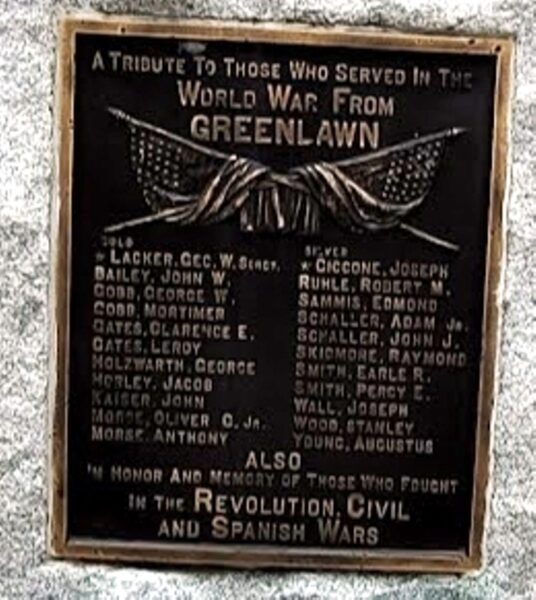 A TRIBUTE TO THOSE WHO SERVED IN THE
WORLD WAR FROM
GREENLAWN
GOLD
★ LACKER, GEO. W. SERGT.
BAILEY, JOHN W.
COBB, GEORGE W.
COBB, MORTIMER
GATES, CLARENCE E.
GATES, LEROY
HOLZWARTH, GEORGE
HORLEY, JACOB
KAISER, JOHN
MORSE, OLIVER C. JR.
MORSE, ANTHONY
SILVER
★ CICCONE, JOSEPH
RUHLE, ROBERT M.
SAMMIS, EDMOND
SCHALLER, ADAM JR.
SCHALLER, JOHN J.
SKIDMORE, RAYMOND
SMITH, EARLE R.
SMITH, PERCY E.
WALL, JOSEPH
WOOD, STANLEY
YOUNG, AUGUSTUS
ALSO
IN HONOR AND MEMORY OF THOSE WHO FOUGHT
IN THE REVOLUTION, CIVIL
AND SPANISH WARS